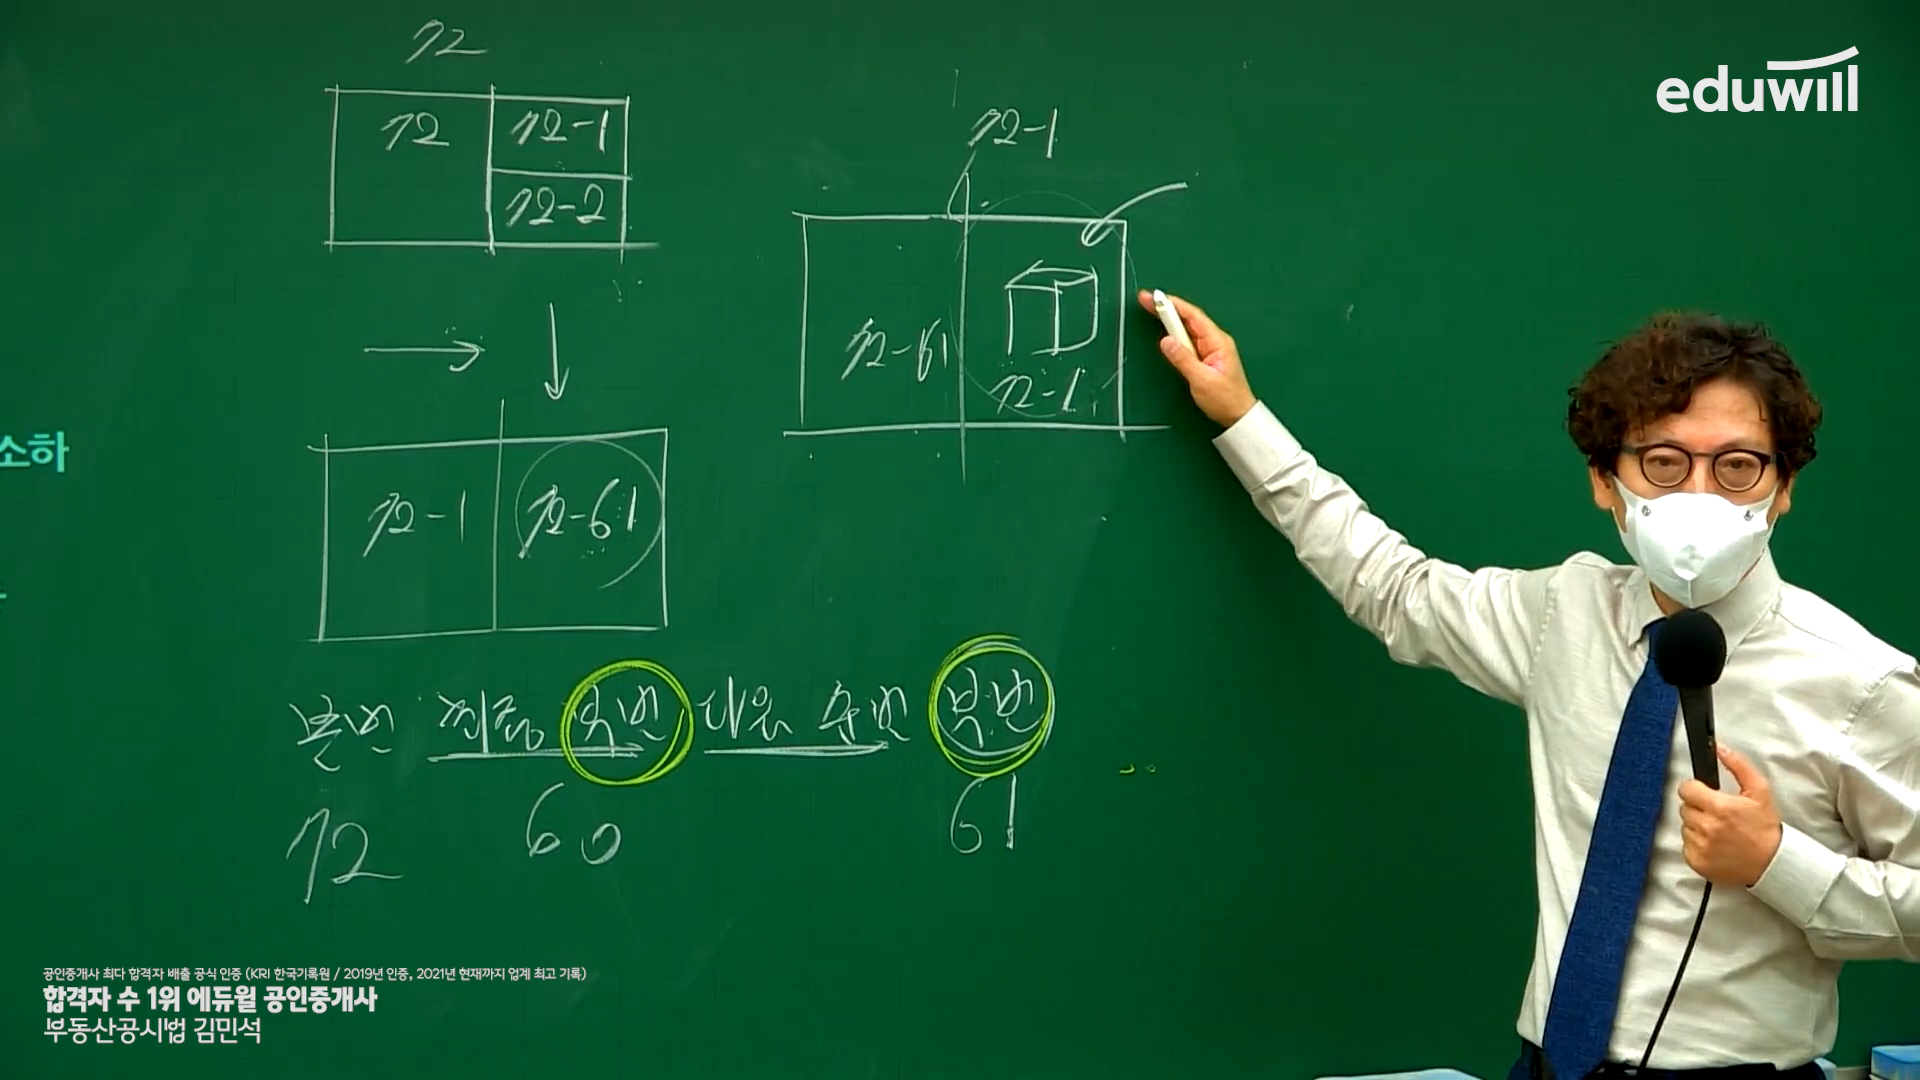 eduwill
12
12
12-1
12-2
12-1
12-61
12-1
소하
12-1
12-61
본번 최종 부번 다음 순번 부번
12
60
61
공인중개사 최다 합격자 배출 공식 인증 (KRI 한국기록원 / 2019년 인증, 2021년 현재까지 업계 최고 기록)
합격자 수 1위 에듀윌 공인중개사
부동산공시법 김민석